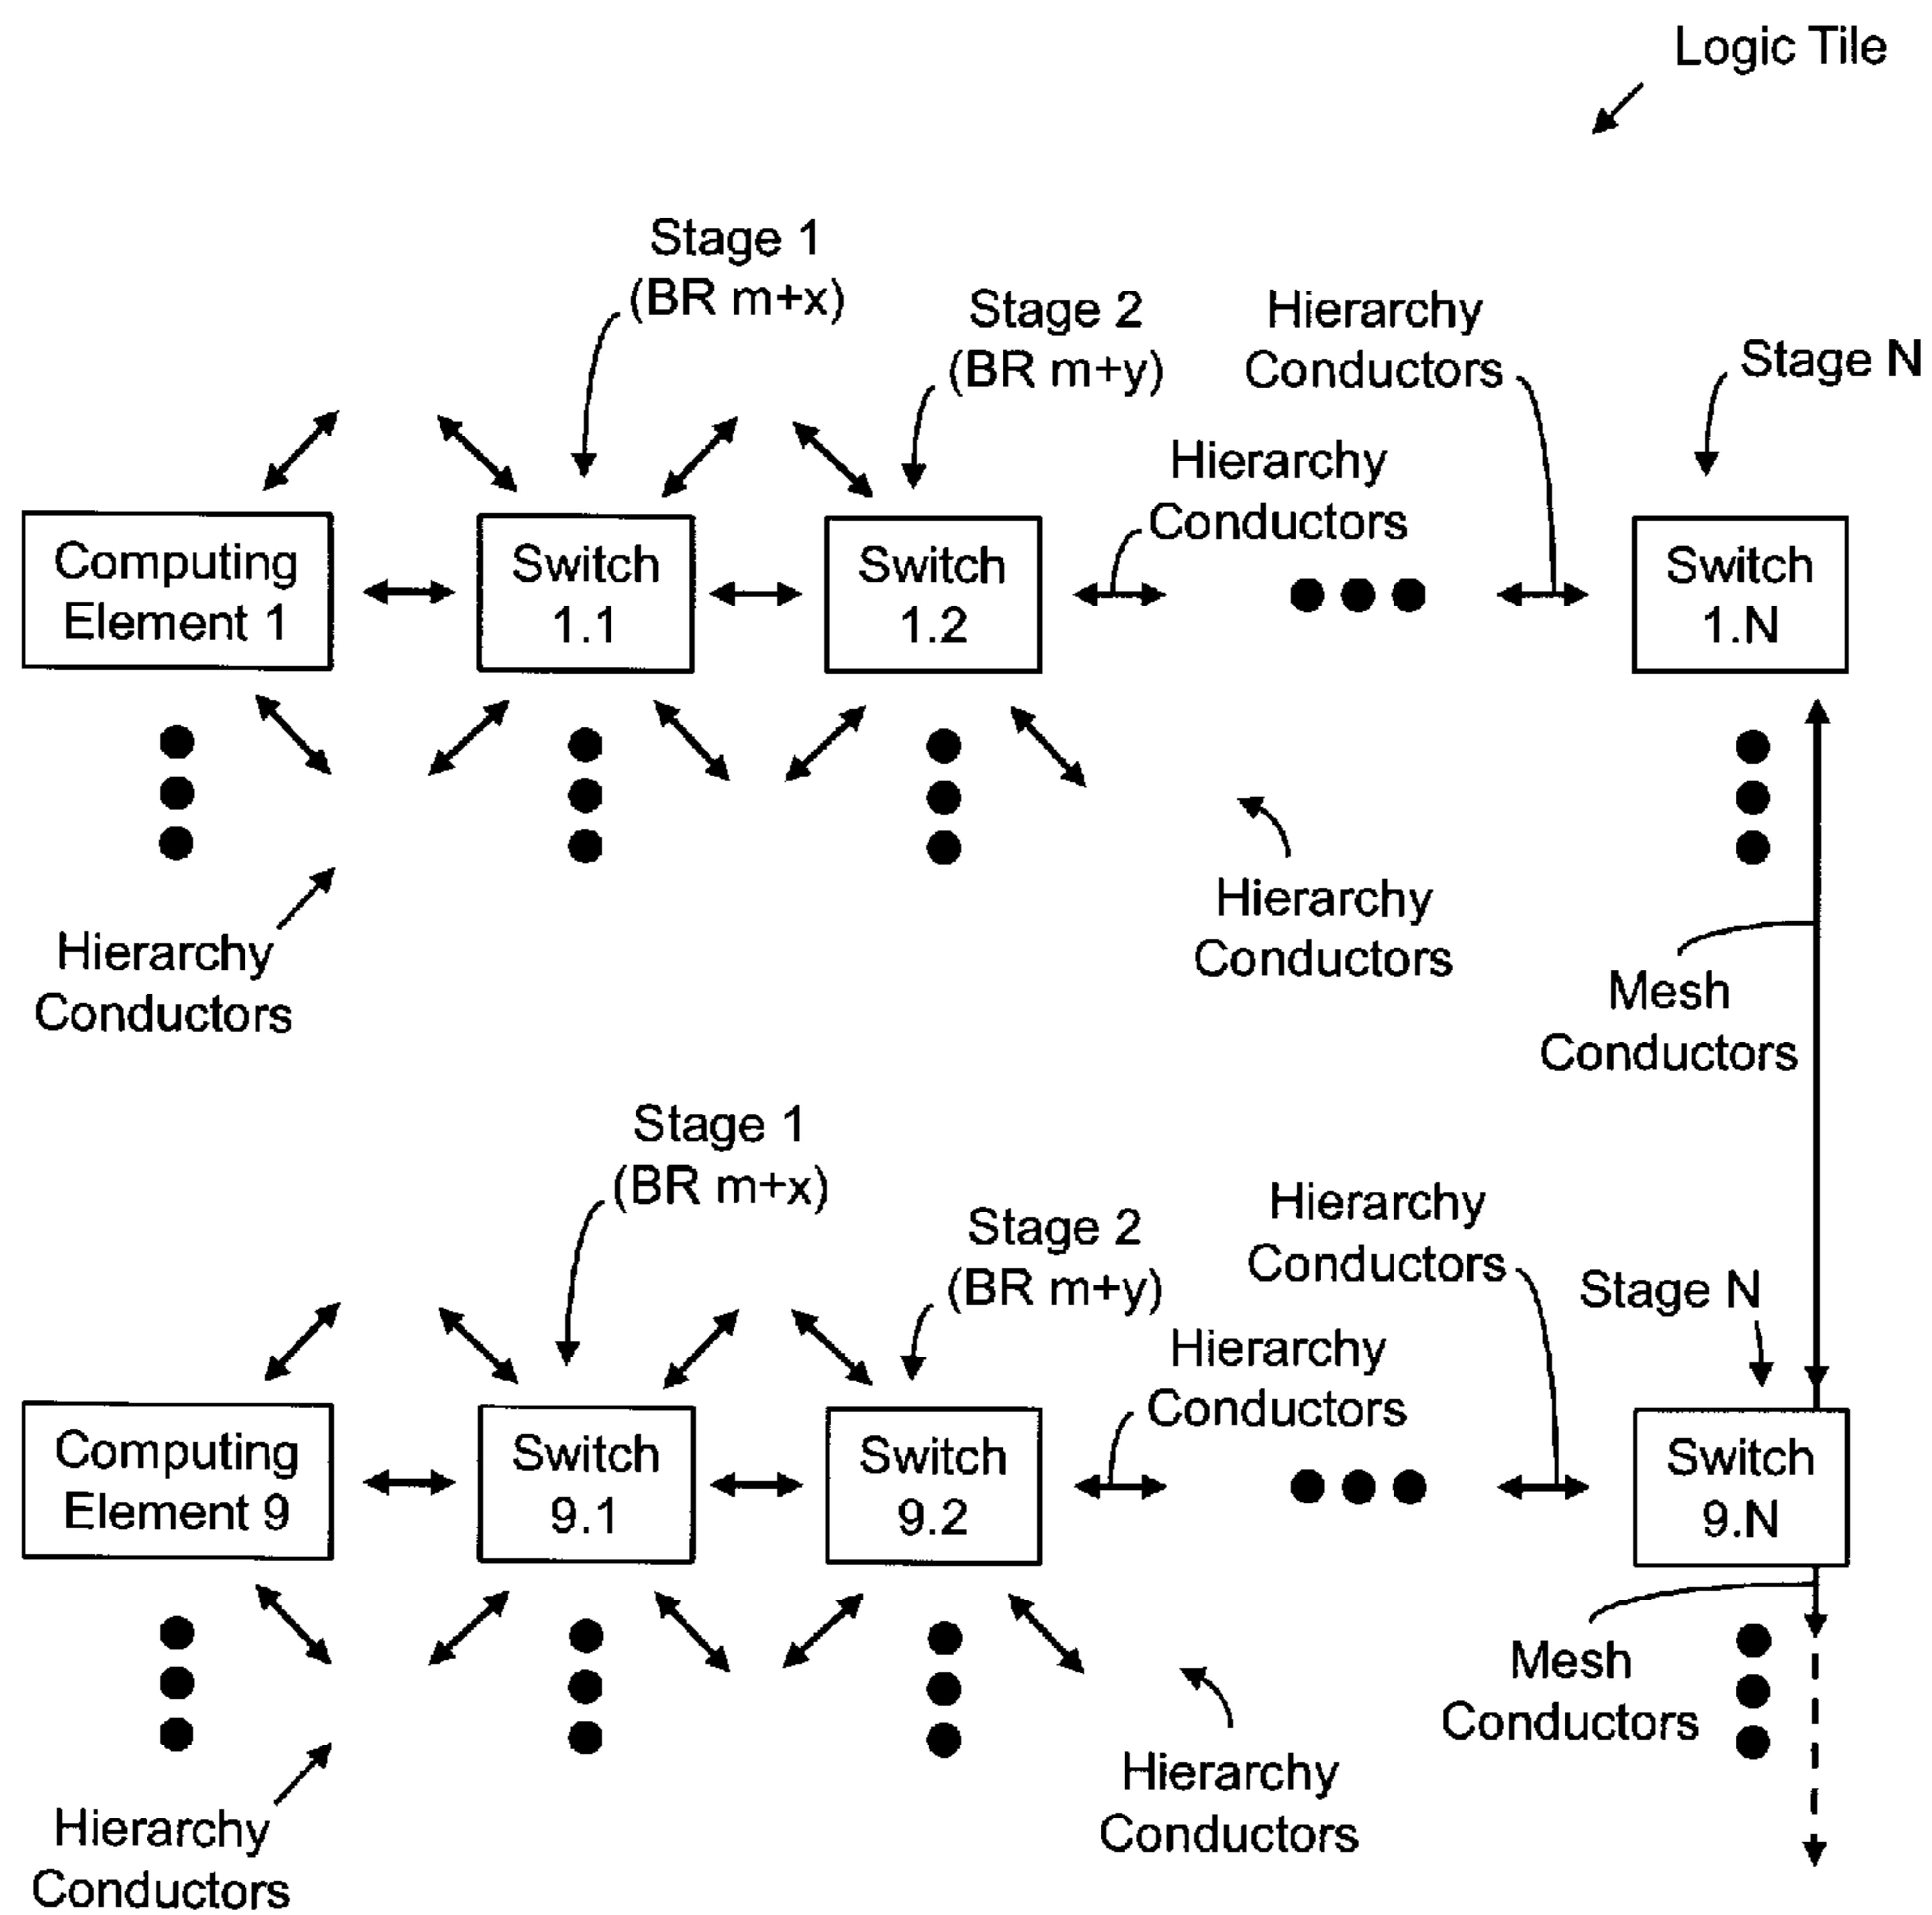 Logic Tile
Stage 1
(BR m+x)
Stage 2
(BR m+y)
Hierarchy
Conductors
Stage N
Hierarchy
Conductors
Computing
Element 1
Switch
1.1
Switch
1.2
Switch
1.N
Hierarchy
Conductors
Hierarchy
Conductors
Mesh
Conductors
Stage 1
(BR m+x)
Stage 2
(BR m+y)
Hierarchy
Conductors
Stage N
Hierarchy
Conductors
Computing
Element 9
Switch
9.1
Switch
9.2
Switch
9.N
Mesh
Conductors
Hierarchy
Conductors
Hierarchy
Conductors